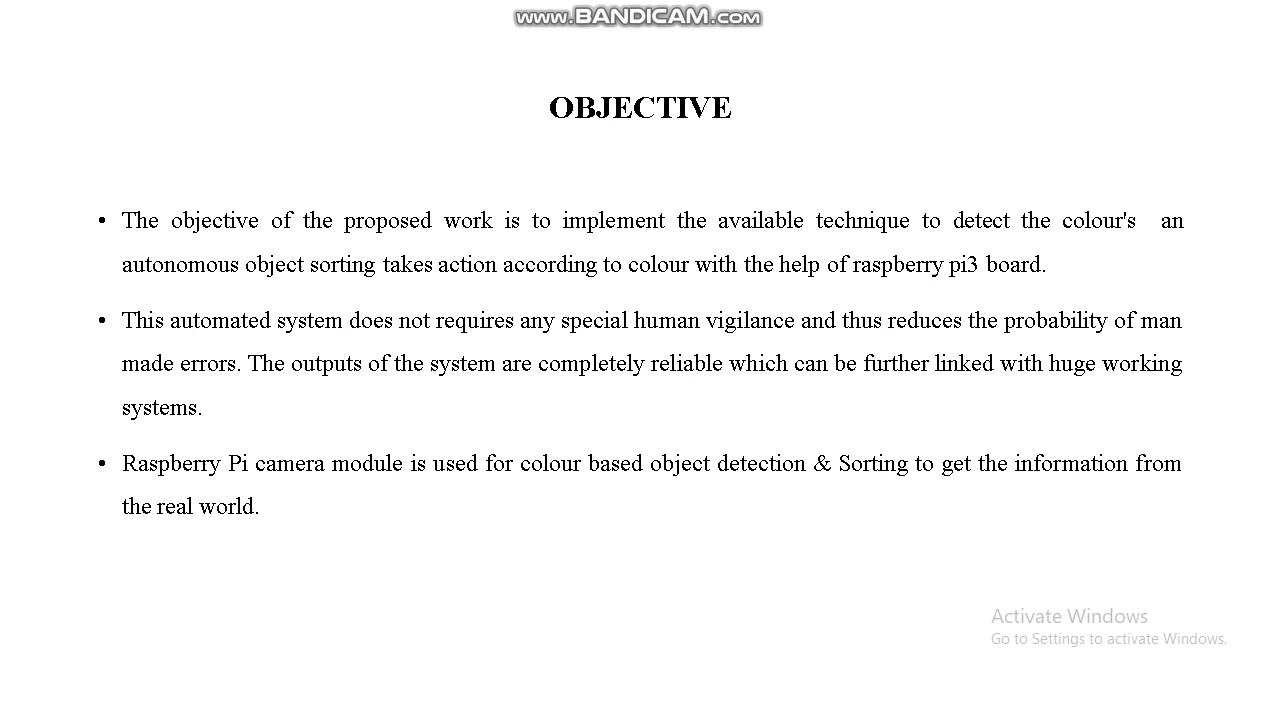 www.BANDICAM.com
OBJECTIVE
• The objective of the proposed work is to implement the available technique to detect the colour's an
autonomous object sorting takes action according to colour with the help of raspberry pi3 board.
• This automated system does not requires any special human vigilance and thus reduces the probability of man
made errors. The outputs of the system are completely reliable which can be further linked with huge working
systems.
• Raspberry Pi camera module is used for colour based object detection & Sorting to get the information from
the real world.
Activate Windows
Go to Settings to activate Windows.